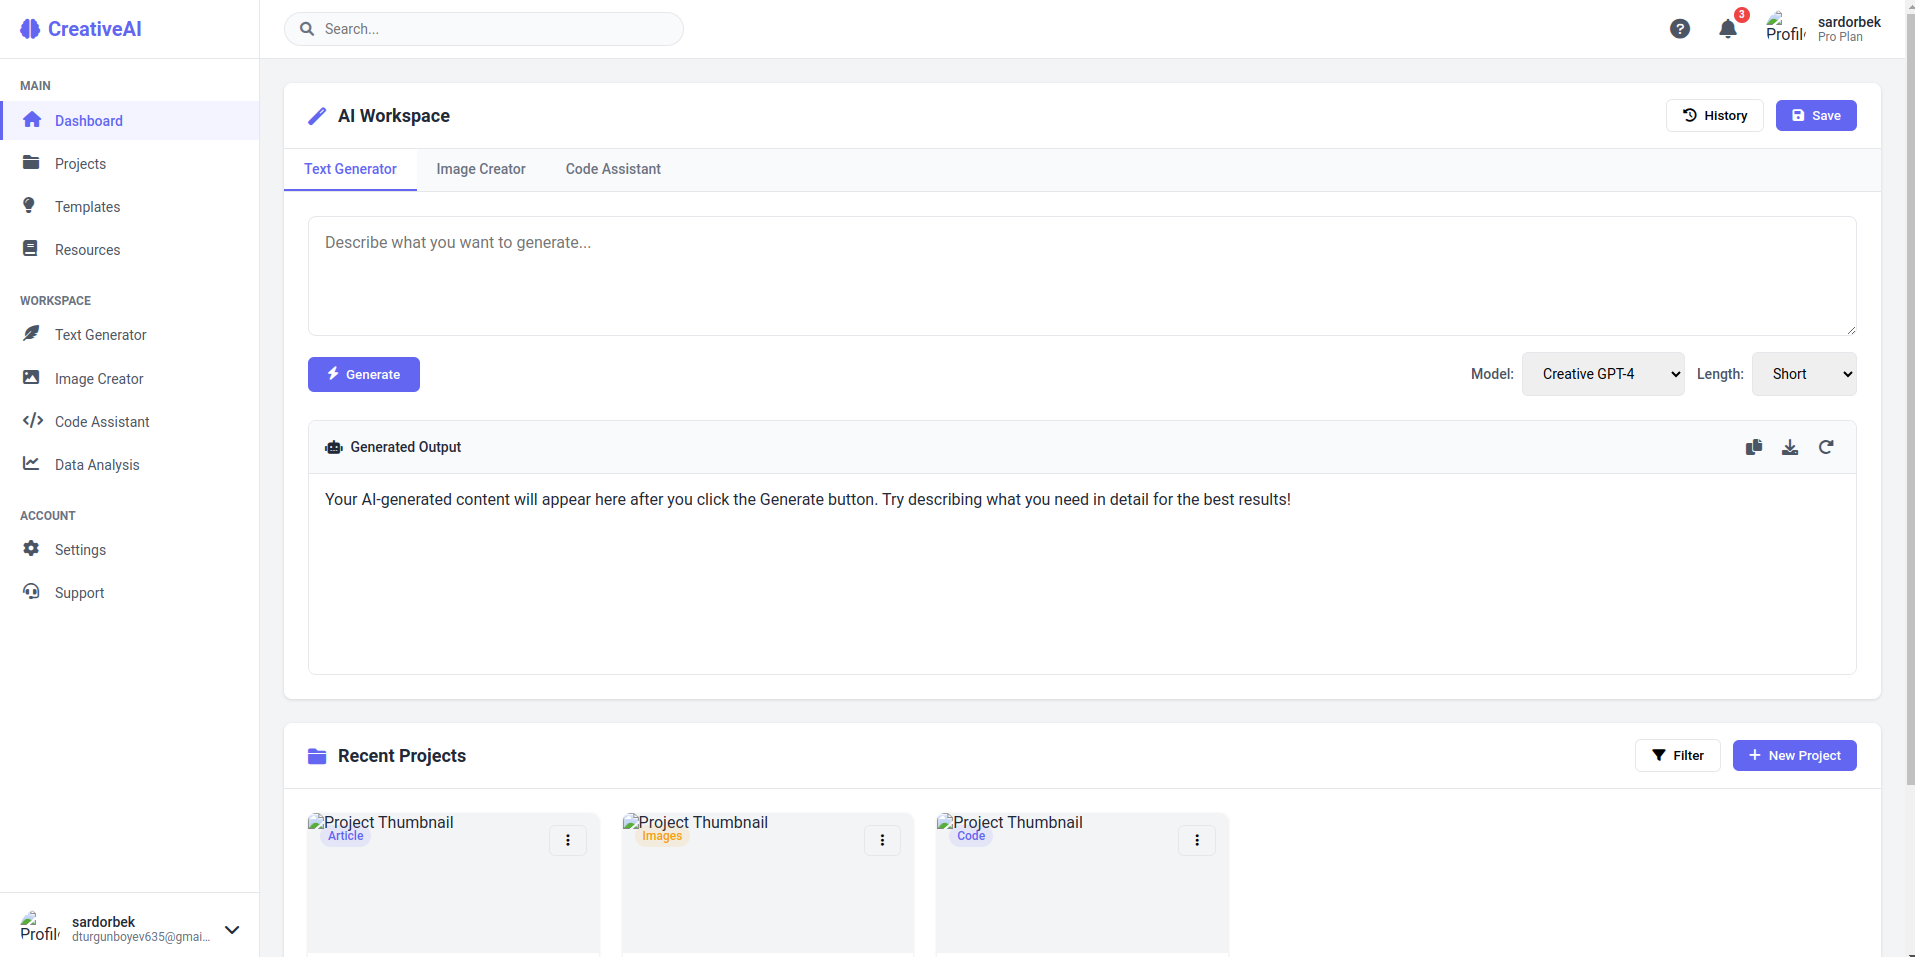 CreativeAI
Search...
3
Profil
sardorbek
Pro Plan
MAIN
Dashboard
Projects
Templates
Resources
WORKSPACE
Text Generator
Image Creator
Code Assistant
Data Analysis
ACCOUNT
Settings
Support
sardorbek
dturgunboyev635@gmai...
Profil
AI Workspace
History
Save
Text Generator
Image Creator
Code Assistant
Describe what you want to generate...
Generate
Model:
Creative GPT-4
Length:
Short
Generated Output
Your AI-generated content will appear here after you click the Generate button. Try describing what you need in detail for the best results!
Recent Projects
Filter
New Project
Project Thumbnail
Article
Project Thumbnail
Images
Project Thumbnail
Code